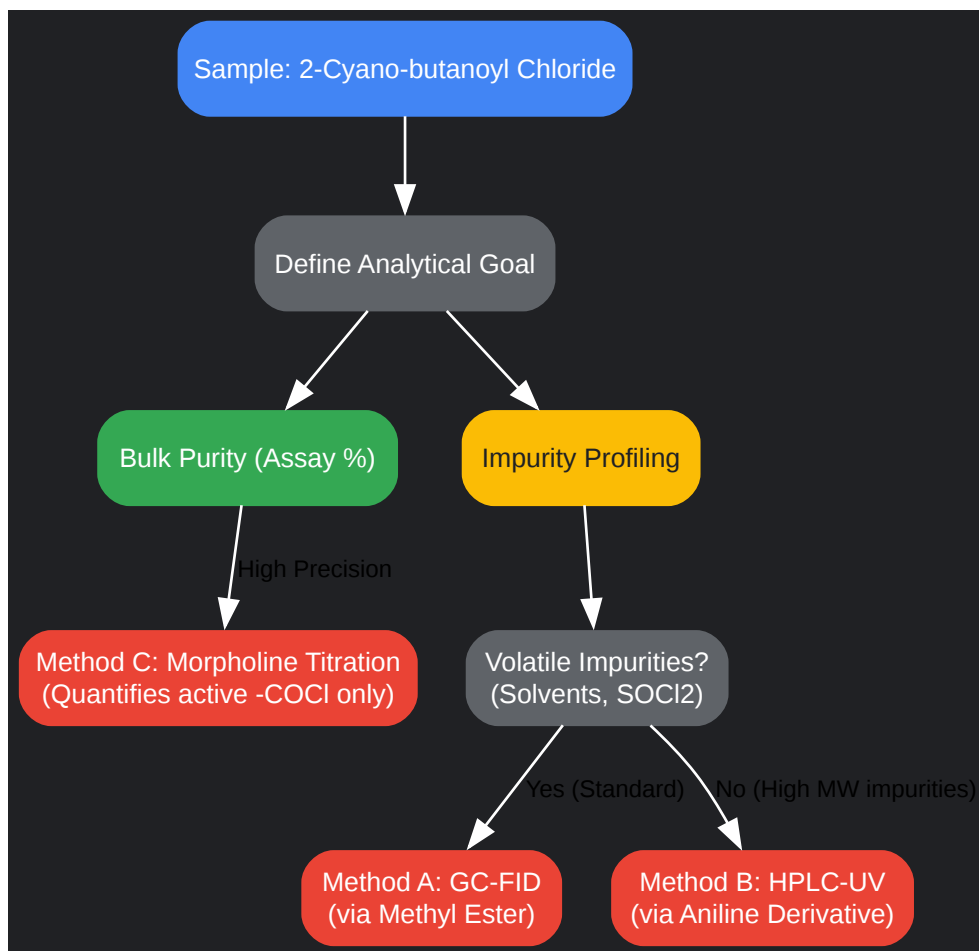 Sample: 2-Cyano-butanoyl Chloride
Define Analytical Goal
Bulk Purity (Assay %)
Impurity Profiling
High Precision
Method C: Morpholine Titration
(Quantifies active -COCl only)
Volatile Impurities?
(Solvents, SOCl2)
Yes (Standard)
No (High MW impurities)
Method A: GC-FID
(via Methyl Ester)
Method B: HPLC-UV
(via Aniline Derivative)